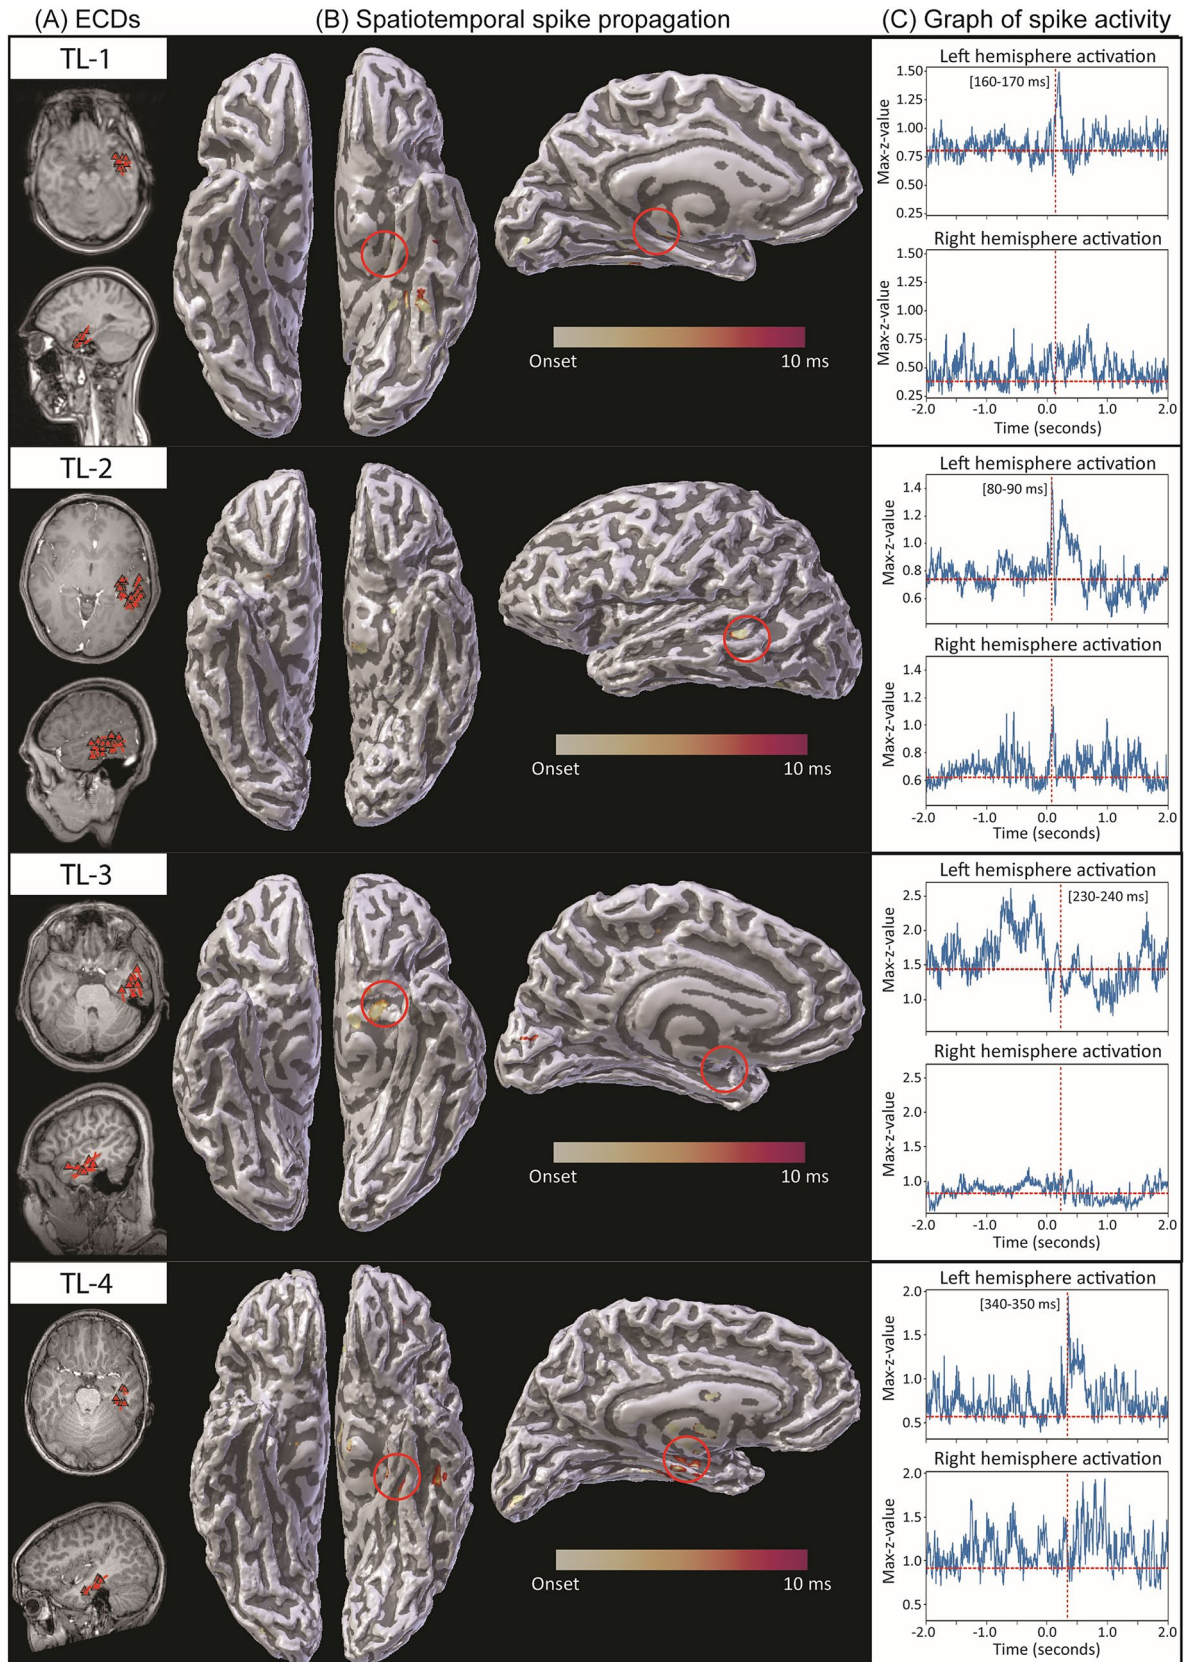 (A) ECDs
(B) Spatiotemporal spike propagation
(C) Graph of spike activity
TL-1
Onset
10 ms
Left hemisphere activation
[160-170 ms]
Max-z-value
1.50
1.25
1.00
0.75
0.50
0.25
Right hemisphere activation
Max-z-value
1.50
1.25
1.00
0.75
0.50
0.25
-2.0 -1.0 0.0 1.0 2.0
Time (seconds)
TL-2
Onset
10 ms
Left hemisphere activation
[80-90 ms]
Max-z-value
1.4
1.2
1.0
0.8
0.6
Right hemisphere activation
Max-z-value
1.4
1.2
1.0
0.8
0.6
-2.0 -1.0 0.0 1.0 2.0
Time (seconds)
TL-3
Onset
10 ms
Left hemisphere activation
[230-240 ms]
Max-z-value
2.5
2.0
1.5
1.0
Right hemisphere activation
Max-z-value
2.5
2.0
1.5
1.0
-2.0 -1.0 0.0 1.0 2.0
Time (seconds)
TL-4
Onset
10 ms
Left hemisphere activation
[340-350 ms]
Max-z-value
2.0
1.5
1.0
0.5
Right hemisphere activation
Max-z-value
2.0
1.5
1.0
0.5
-2.0 -1.0 0.0 1.0 2.0
Time (seconds)